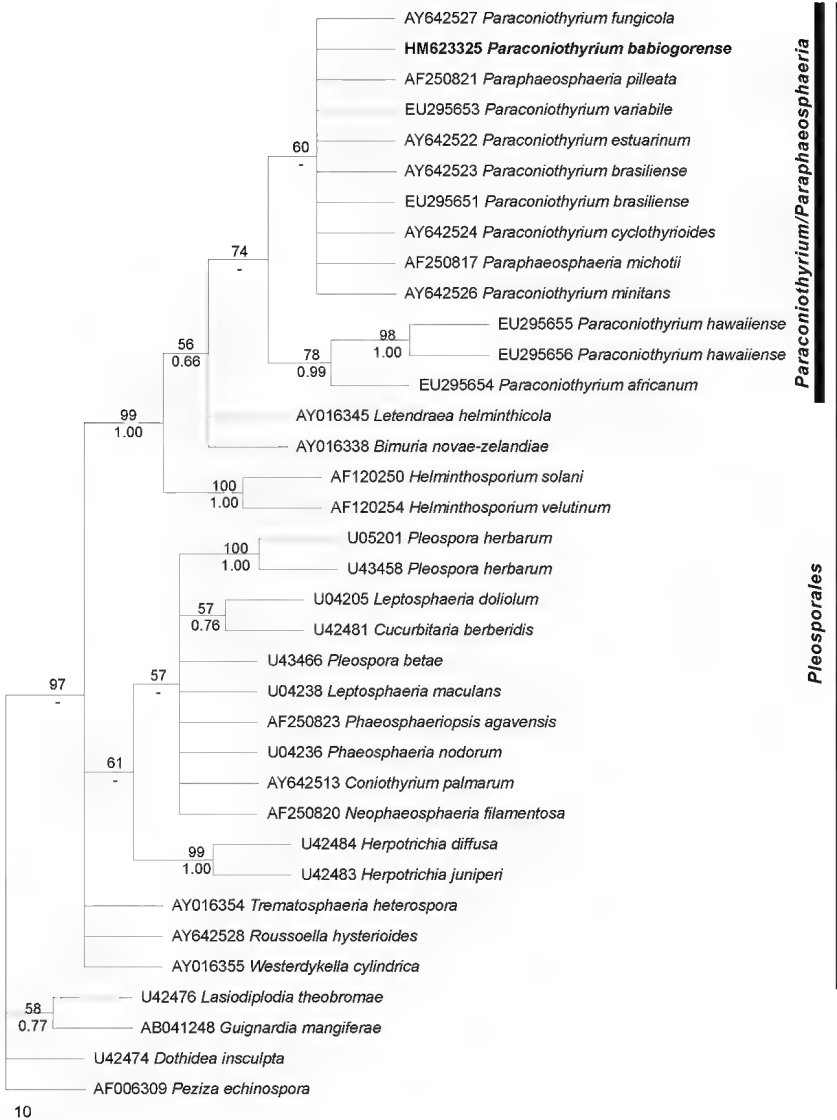 AY642527 Paraconiothyrium fungicola
HM623325 Paraconiothyrium babiogorense
AF250821 Paraphaeosphaeria pilleata
EU295653 Paraconiothyrium variabile
60
-
AY642522 Paraconiothyrium estuarinum
AY642523 Paraconiothyrium brasiliense
EU295651 Paraconiothyrium brasiliense
AY642524 Paraconiothyrium cyclothyrioides
74
-
AF250817 Paraphaeosphaeria michotii
AY642526 Paraconiothyrium minitans
EU295655 Paraconiothyrium hawaiiense
98
1.00
EU295656 Paraconiothyrium hawaiiense
56
0.66
78
0.99
EU295654 Paraconiothyrium africanum
Paraconiothyrium/Paraphaeosphaeria
99
1.00
AY016345 Letendraea helminthicola
AY016338 Bimuria novae-zelandiae
AF120250 Helminthosporium solani
100
1.00
AF120254 Helminthosporium velutinum
U05201 Pleospora herbarum
100
1.00
U43458 Pleospora herbarum
U04205 Leptosphaeria doliolum
57
0.76
U42481 Cucurbitaria berberidis
U43466 Pleospora betae
57
-
97
-
U04238 Leptosphaeria maculans
AF250823 Phaeosphaeriopsis agavensis
U04236 Phaeosphaeria nodorum
61
-
AY642513 Coniothyrium palmarum
AF250820 Neophaeosphaeria filamentosa
U42484 Herpotrichia diffusa
99
1.00
U42483 Herpotrichia juniperi
AY016354 Trematosphaeria heterospora
AY642528 Roussoella hysterioides
AY016355 Westerdykella cylindrica
Pleosporales
U42476 Lasiodiplodia theobromae
58
0.77
AB041248 Guignardia mangiferae
U42474 Dothidea insculpta
AF006309 Peziza echinospora
10